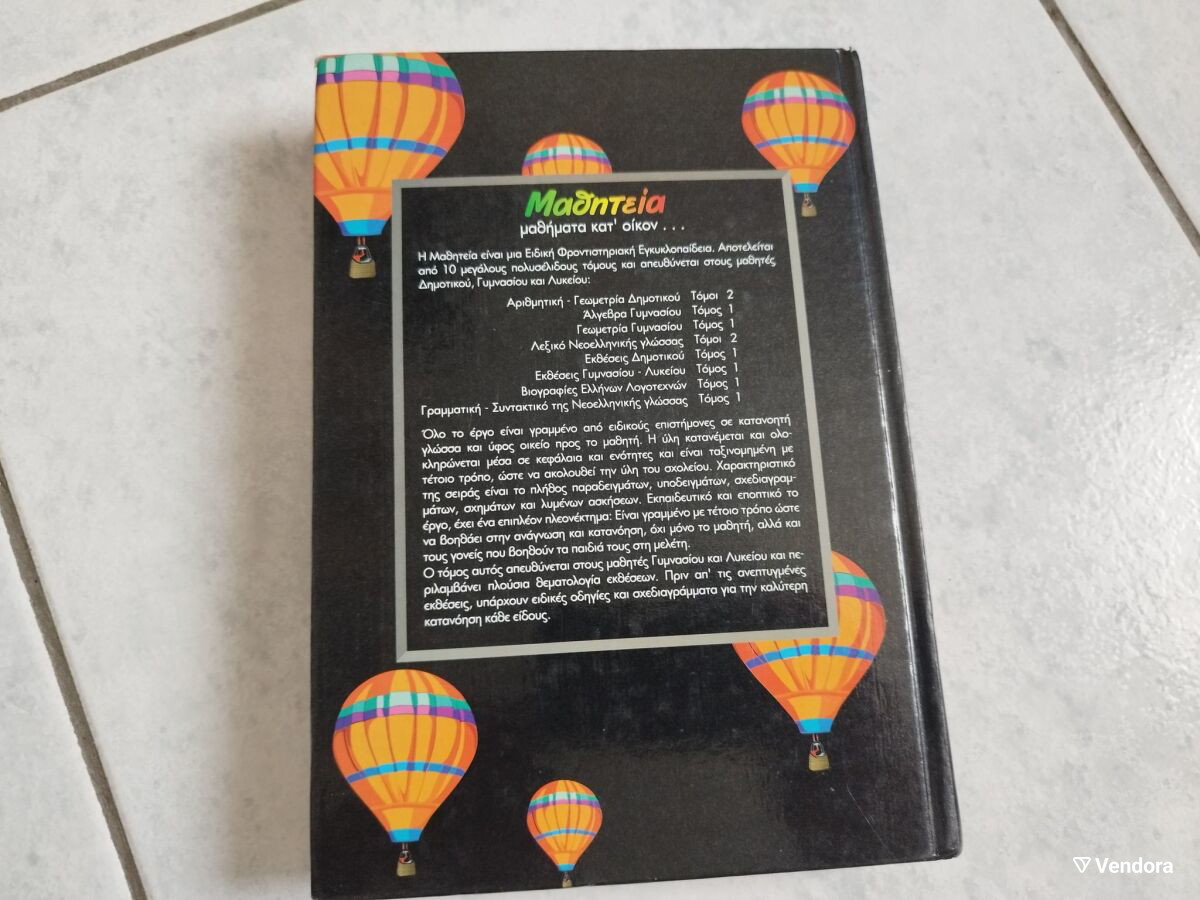 Μαθητεία
μαθήματα κατ' οίκον . . .
Η Μαθητεία είναι μια Ειδική Φροντιστηριακή Εγκυκλοπαίδεια. Αποτελείται
από 10 μεγάλους πολυσέλιδους τόμους και απευθύνεται στους μαθητές
Δημοτικού, Γυμνασίου και Λυκείου:
Αριθμητική - Γεωμετρία Δημοτικού Τόμοι 2
Άλγεβρα Γυμνασίου Τόμος 1
Γεωμετρία Γυμνασίου Τόμος 1
Λεξικό Νεοελληνικής γλώσσας Τόμοι 2
Εκθέσεις Δημοτικού Τόμος 1
Εκθέσεις Γυμνασίου - Λυκείου Τόμος 1
Βιογραφίες Ελλήνων Λογοτεχνών Τόμος 1
Γραμματική - Συντακτικό της Νεοελληνικής γλώσσας Τόμος 1
Όλο το έργο είναι γραμμένο από ειδικούς επιστήμονες σε κατανοητή
γλώσσα και ύφος οικείο προς το μαθητή. Η ύλη κατανέμεται και ολο-
κληρώνεται μέσα σε κεφάλαια και ενότητες και είναι ταξινομημένη με
τέτοιο τρόπο, ώστε να ακολουθεί την ύλη του σχολείου. Χαρακτηριστικό
της σειράς είναι το πλήθος παραδειγμάτων, υποδειγμάτων, σχεδιαγραμ-
μάτων, σχημάτων και λυμένων ασκήσεων. Εκπαιδευτικό και εποπτικό το
έργο, έχει ένα επιπλέον πλεονέκτημα: Είναι γραμμένο με τέτοιο τρόπο ώστε
να βοηθάει στην ανάγνωση και κατανόηση, όχι μόνο το μαθητή, αλλά και
τους γονείς που βοηθούν τα παιδιά τους στη μελέτη.
Ο τόμος αυτός απευθύνεται στους μαθητές Γυμνασίου και Λυκείου και πε-
ριλαμβάνει πλούσια θεματολογία εκθέσεων. Πριν απ' τις ανεπτυγμένες
εκθέσεις, υπάρχουν ειδικές οδηγίες και σχεδιαγράμματα για την καλύτερη
κατανόηση κάθε είδους.
Vendora